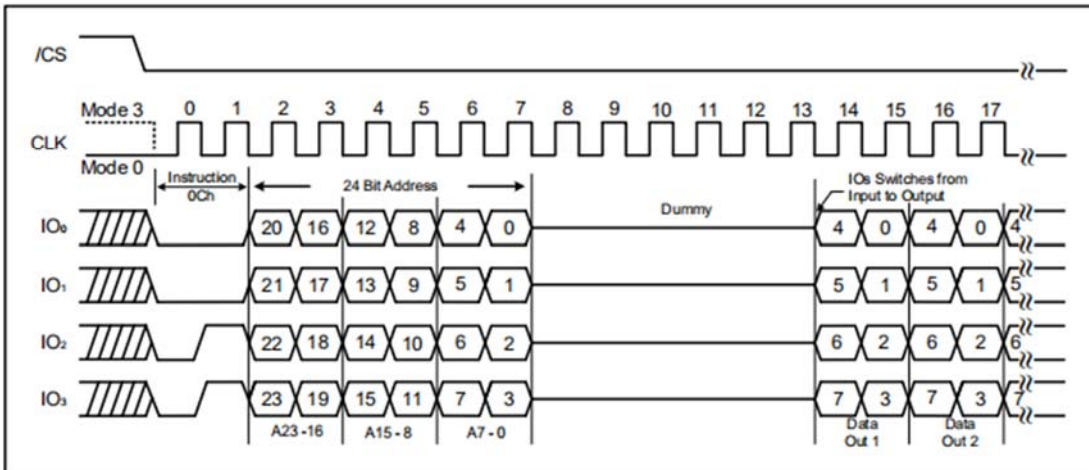 /CS
Mode 3 0 1 2 3 4 5 6 7 8 9 10 11 12 13 14 15 16 17
CLK
Mode 0
Instruction
0Ch
24 Bit Address
IOs Switches from
Input to Output
Dummy
IO₀ 20 16 12 8 4 0 4 0 4 0 4
IO₁ 21 17 13 9 5 1 5 1 5 1 5
IO₂ 22 18 14 10 6 2 6 2 6 2 6
IO₃ 23 19 15 11 7 3 7 3 7 3 7
A23-16 A15-8 A7-0
Data
Out 1
Data
Out 2